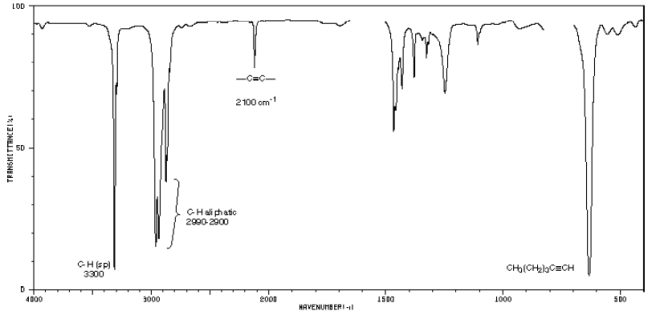 100
50
0
TRANSMITTANCE(%)
—C≡C—
2100 cm-1
C-H aliphatic
2990-2900
C-H (sp)
3300
CH3(CH2)3C≡CH
4000
3000
2000
1500
1000
500
WAVENUMBER(-1)